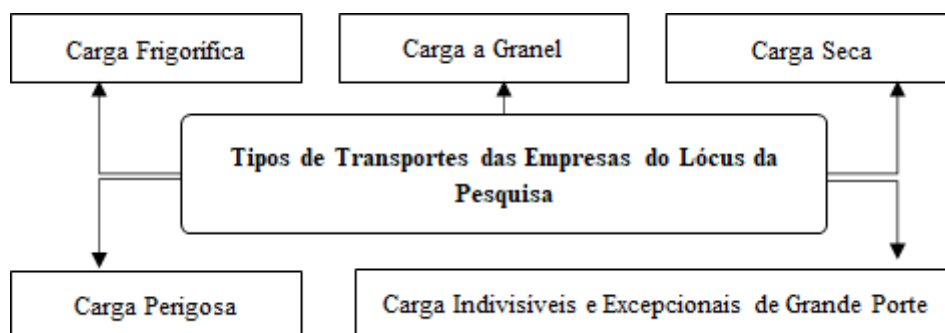 Carga Frigorífica
Carga a Granel
Carga Seca
Tipos de Transportes das Empresas do Lócus da
Pesquisa
Carga Perigosa
Carga Indivisíveis e Excepcionais de Grande Porte